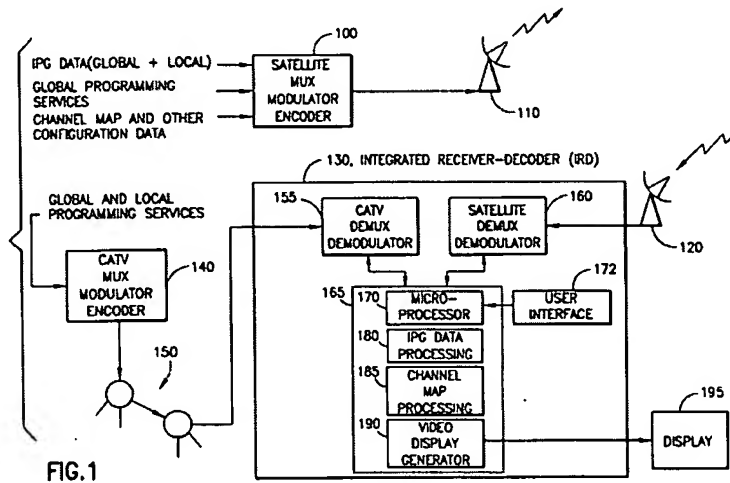 100
IPG DATA(GLOBAL + LOCAL)
GLOBAL PROGRAMMING
SERVICES
CHANNEL MAP AND OTHER
CONFIGURATION DATA
SATELLITE
MUX
MODULATOR
ENCODER
110
130, INTEGRATED RECEIVER-DECODER (IRD)
GLOBAL AND LOCAL
PROGRAMMING SERVICES
155
CATV
DEMUX
DEMODULATOR
160
SATELLITE
DEMUX
DEMODULATOR
120
CATV
MUX
MODULATOR
ENCODER
140
165
170
MICRO-
PROCESSOR
172
USER
INTERFACE
180
IPG DATA
PROCESSING
150
185
CHANNEL
MAP
PROCESSING
190
VIDEO
DISPLAY
GENERATOR
195
DISPLAY
FIG.1